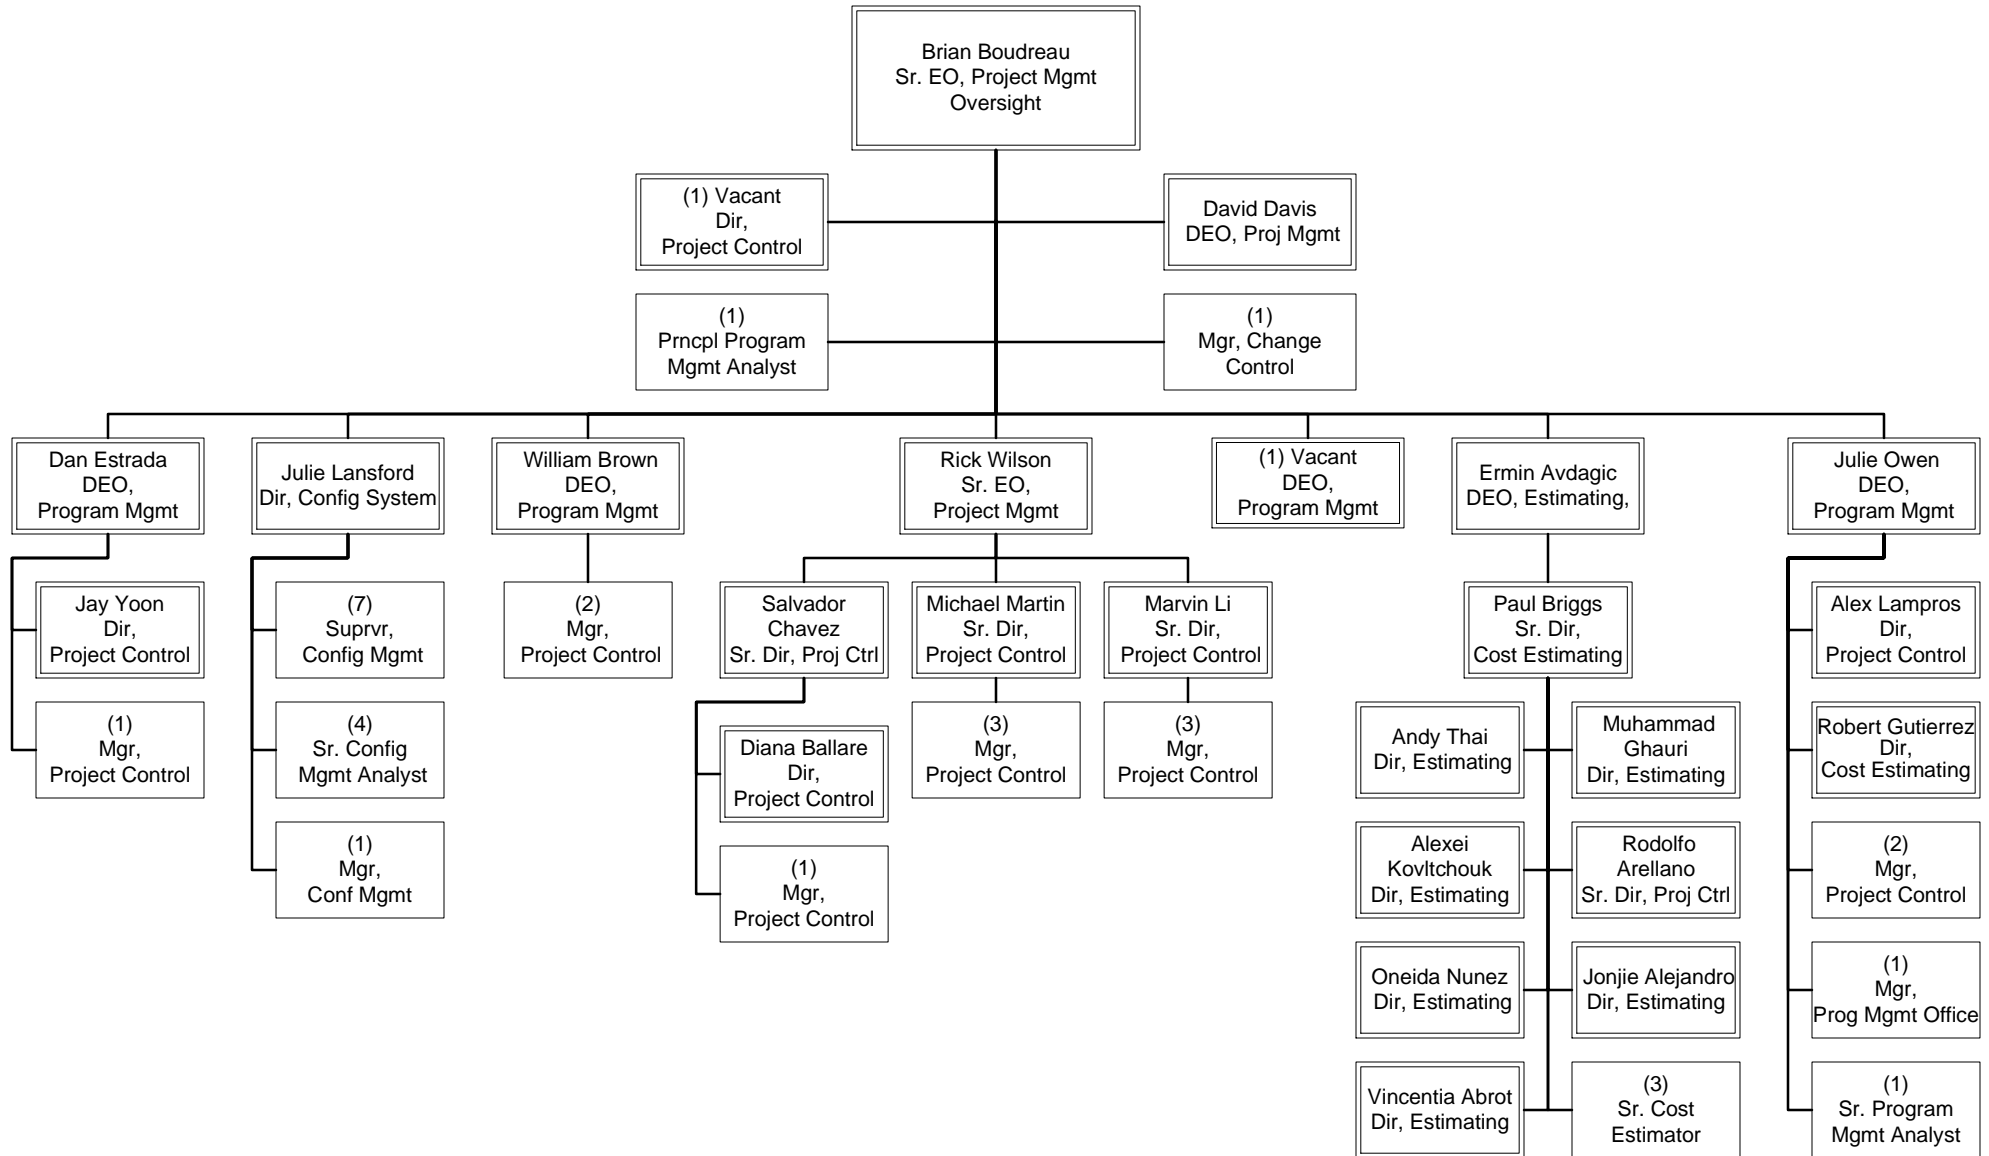 Brian Boudreau
Sr. EO, Project Mgmt
Oversight
(1) Vacant
Dir,
Project Control
David Davis
DEO, Proj Mgmt
(1)
Prncpl Program
Mgmt Analyst
(1)
Mgr, Change
Control
Dan Estrada
DEO,
Program Mgmt
Julie Lansford
Dir, Config System
William Brown
DEO,
Program Mgmt
Rick Wilson
Sr. EO,
Project Mgmt
(1) Vacant
DEO,
Program Mgmt
Ermin Avdagic
DEO, Estimating,
Julie Owen
DEO,
Program Mgmt
Jay Yoon
Dir,
Project Control
(1)
Mgr,
Project Control
(7)
Suprvr,
Config Mgmt
(4)
Sr. Config
Mgmt Analyst
(1)
Mgr,
Conf Mgmt
(2)
Mgr,
Project Control
Salvador
Chavez
Sr. Dir, Proj Ctrl
Diana Ballare
Dir,
Project Control
(1)
Mgr,
Project Control
Michael Martin
Sr. Dir,
Project Control
(3)
Mgr,
Project Control
Marvin Li
Sr. Dir,
Project Control
(3)
Mgr,
Project Control
Paul Briggs
Sr. Dir,
Cost Estimating
Andy Thai
Dir, Estimating
Muhammad
Ghauri
Dir, Estimating
Alexei
Kovltchouk
Dir, Estimating
Rodolfo
Arellano
Sr. Dir, Proj Ctrl
Oneida Nunez
Dir, Estimating
Jonjie Alejandro
Dir, Estimating
Vincentia Abrot
Dir, Estimating
(3)
Sr. Cost
Estimator
Alex Lampros
Dir,
Project Control
Robert Gutierrez
Dir,
Cost Estimating
(2)
Mgr,
Project Control
(1)
Mgr,
Prog Mgmt Office
(1)
Sr. Program
Mgmt Analyst